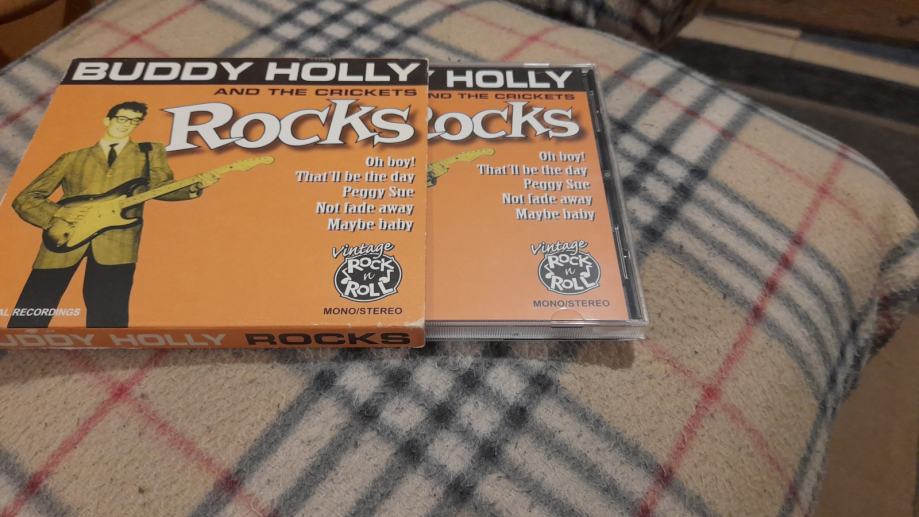 BUDDY HOLLY
AND THE CRICKETS
Rocks
Oh boy!
That'll be the day
Peggy Sue
Not fade away
Maybe baby
Vintage
ROCK
n
ROLL
MONO/STEREO
AL RECORDINGS
BUDDY HOLLY ROCKS
Y HOLLY
ND THE CRICKETS
ocks
Oh boy!
That'll be the day
Peggy Sue
Not fade away
Maybe baby
Vintage
ROCK
n
ROLL
MONO/STEREO